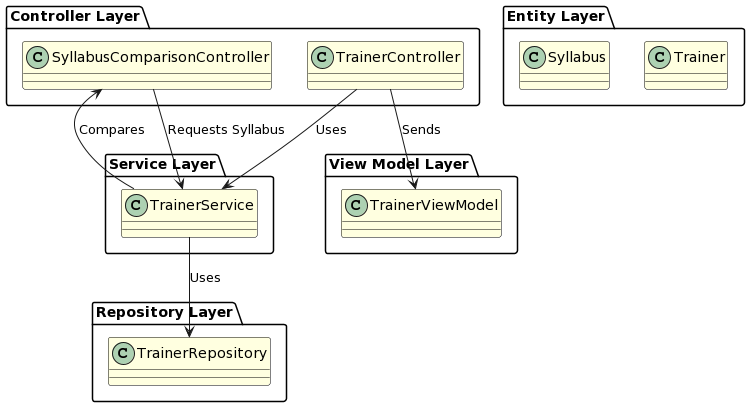 Controller Layer
Entity Layer
C SyllabusComparisonController
C TrainerController
C Syllabus
C Trainer
Compares
Requests Syllabus
Uses
Sends
Service Layer
View Model Layer
C TrainerService
C TrainerViewModel
Uses
Repository Layer
C TrainerRepository